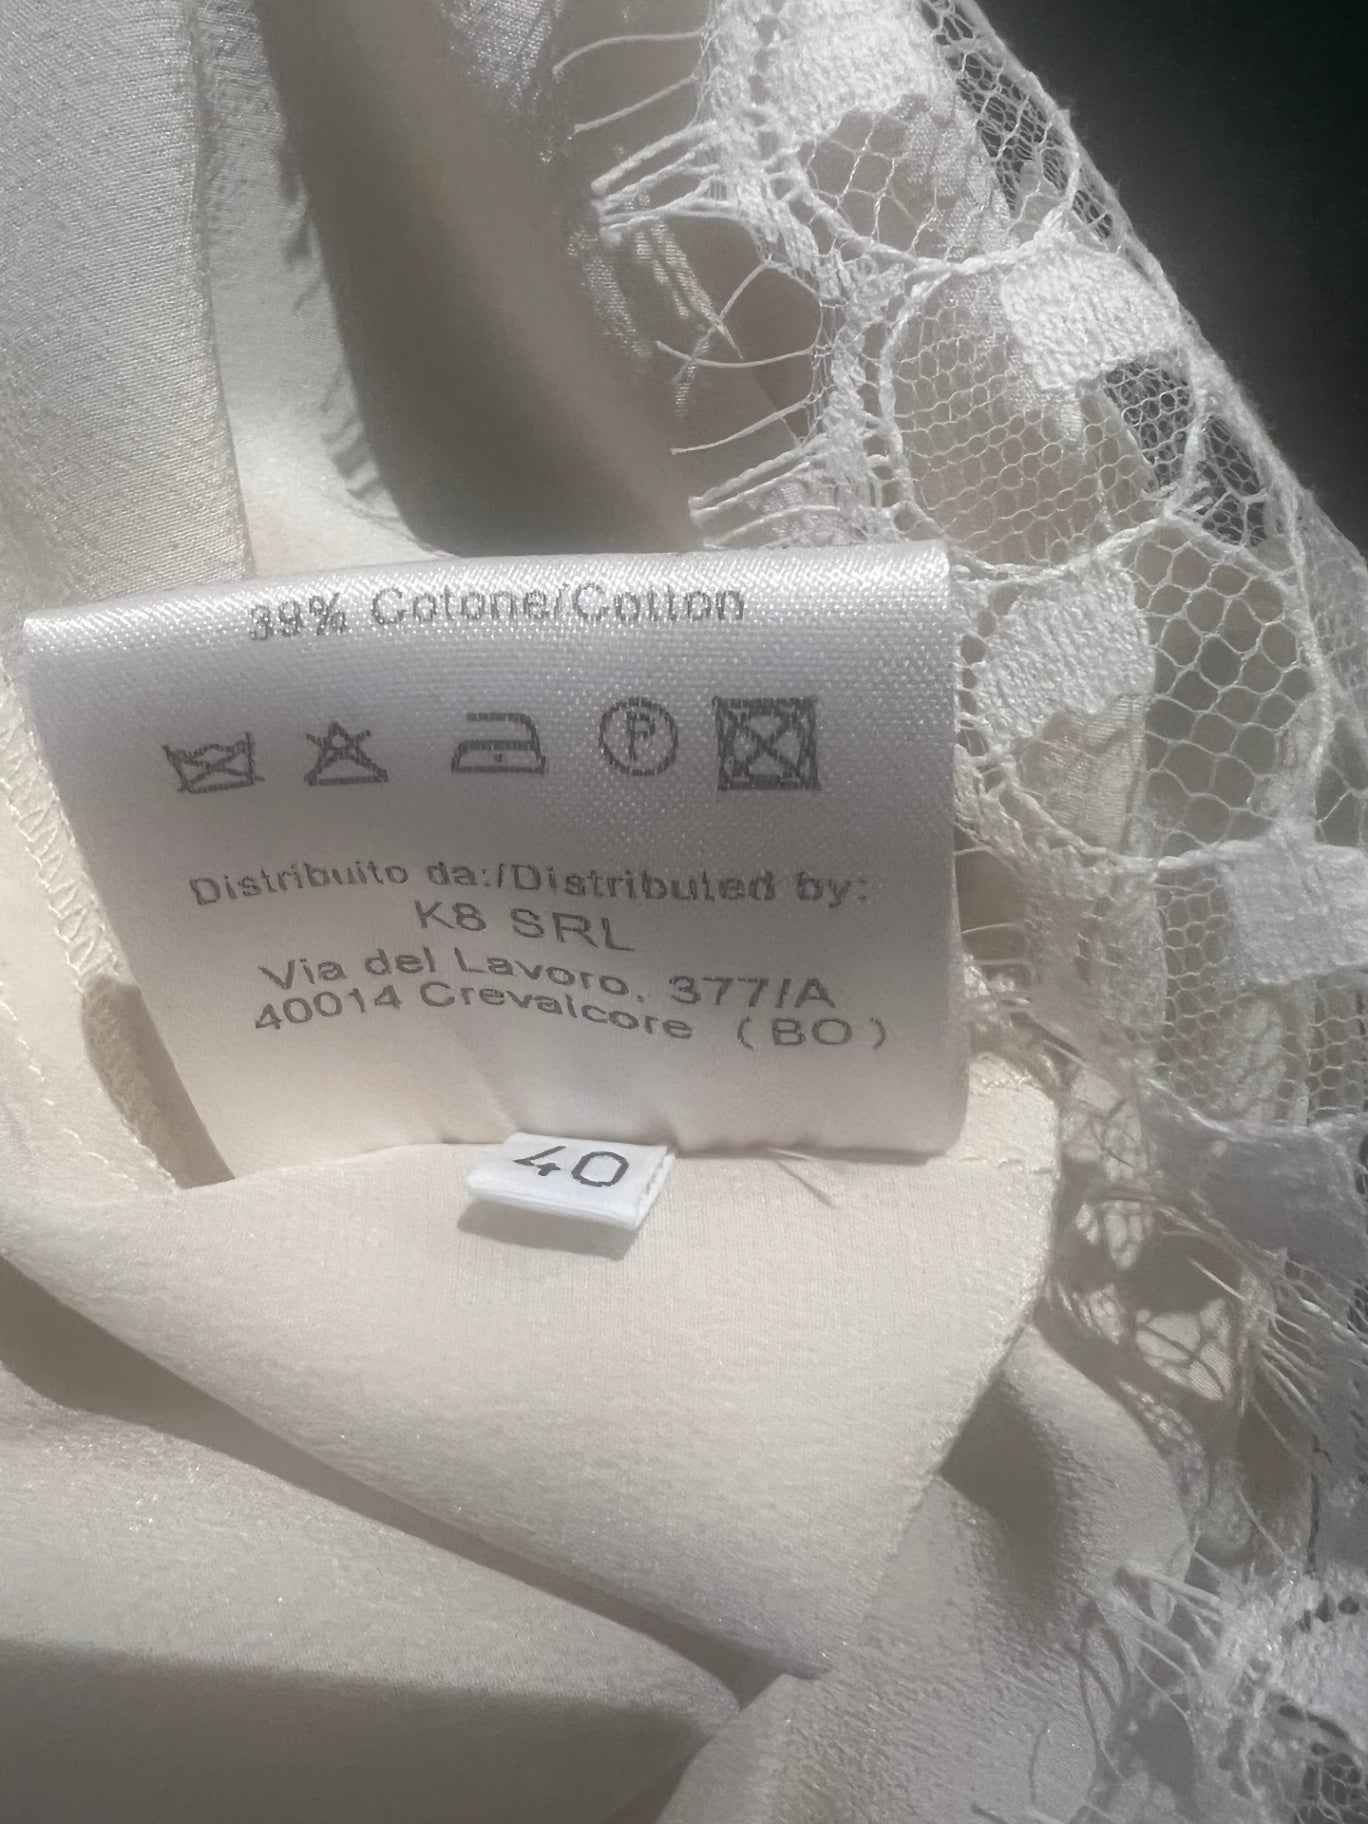 39% Cotone/Cotton
P
Distribuito da:/Distributed by:
K8 SRL
Via del Lavoro, 377/A
40014 Crevalcore (BO)
40